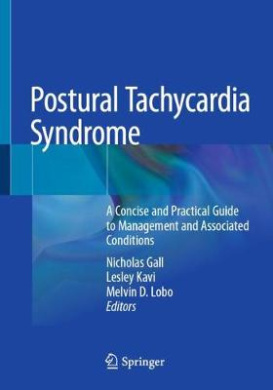 Postural Tachycardia
Syndrome
A Concise and Practical Guide
to Management and Associated
Conditions
Nicholas Gall
Lesley Kavi
Melvin D. Lobo
Editors
Springer